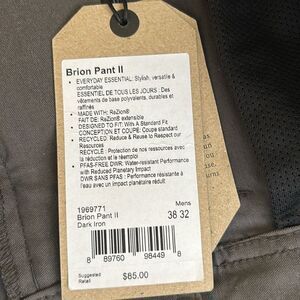 Brion Pant II
• EVERYDAY ESSENTIAL: Stylish, versatile &
comfortable
ESSENTIEL DE TOUS LES JOURS : Des
vêtements de base polyvalents, durables et
raffinés
• MADE WITH: ReZion® extensible
FAIT DE: ReZion® extensible
• DESIGNED TO FIT: With A Standard Fit
CONCEPTION ET COUPE: Coupe standard
• RECYCLED: Reduce & Reuse to Respect our
Resources
RECYCLÉ : Protection de nos ressources avec
la réduction et le réemploi
• PFAS-FREE DWR: Water-resistant Performance
with Reduced Planetary Impact
DWR SANS PFAS : Performance résistante à
l'eau avec un impact planétaire réduit
1969771
Brion Pant II
Dark Iron
Mens
38 32
8 89760 98449 8
Suggested
Retail
$85.00